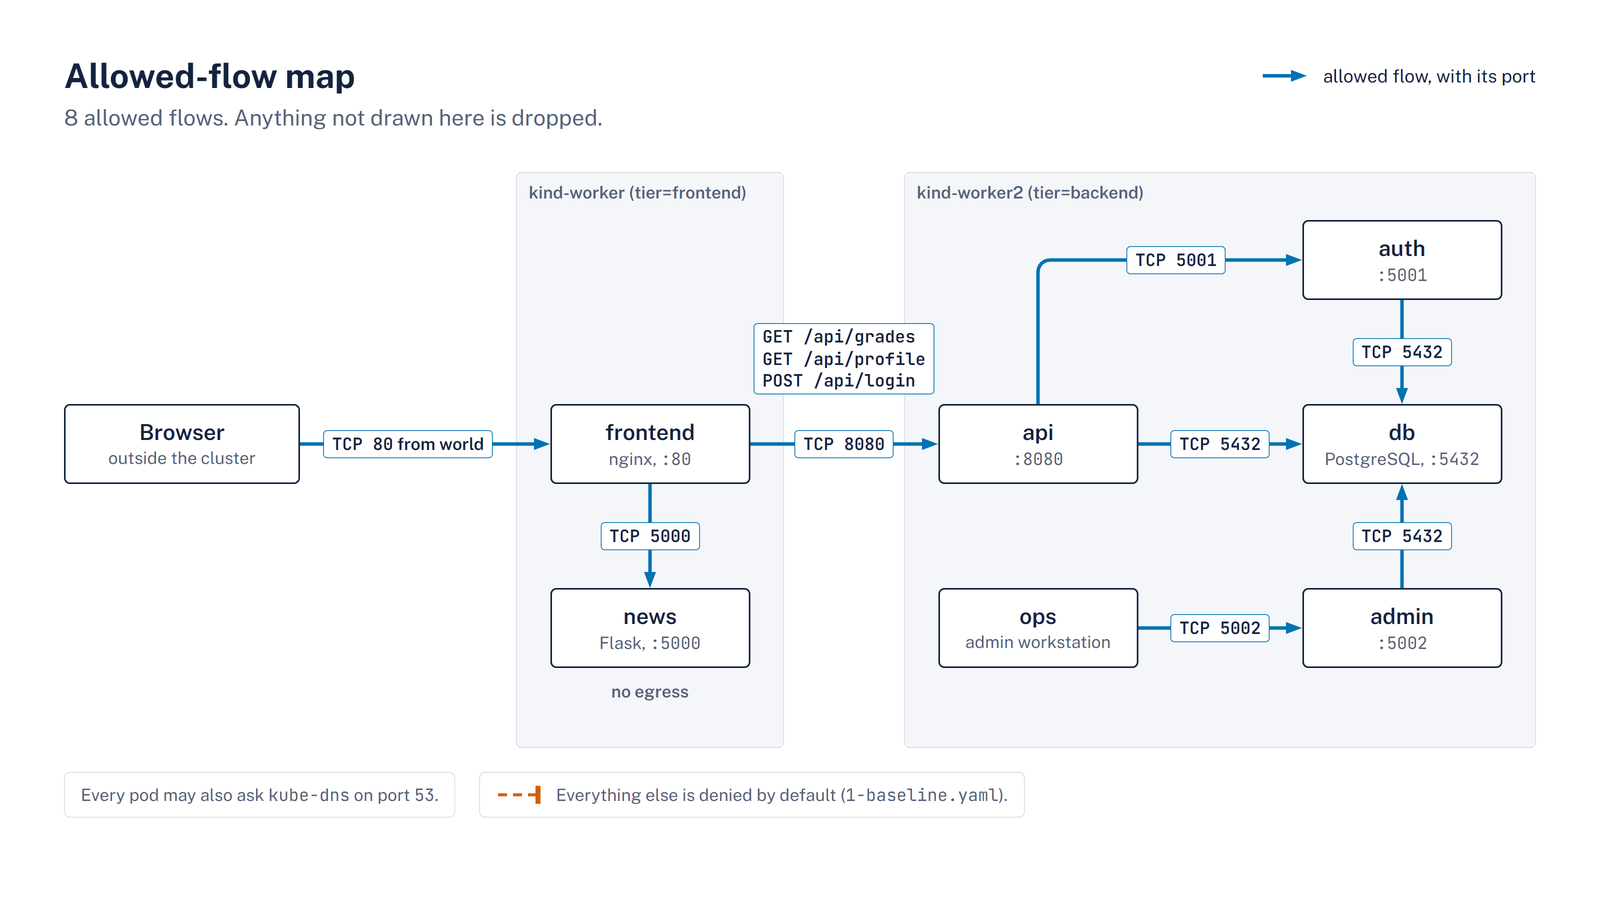 Allowed-flow map
allowed flow, with its port
8 allowed flows. Anything not drawn here is dropped.
kind-worker (tier=frontend)
kind-worker2 (tier=backend)
auth
:5001
TCP 5001
GET /api/grades
GET /api/profile
POST /api/login
TCP 5432
Browser
outside the cluster
TCP 80 from world
frontend
nginx, :80
TCP 8080
api
:8080
TCP 5432
db
PostgreSQL, :5432
TCP 5000
TCP 5432
news
Flask, :5000
ops
admin workstation
TCP 5002
admin
:5002
no egress
Every pod may also ask kube-dns on port 53.
Everything else is denied by default (1-baseline.yaml).